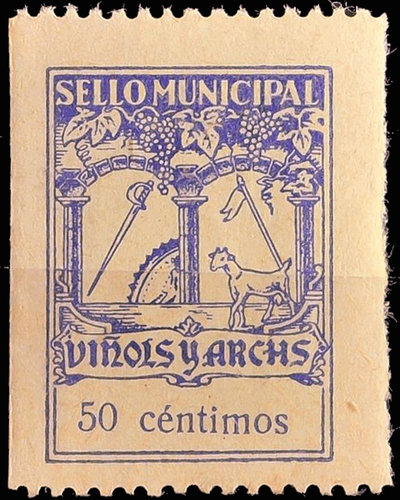 SELLO MUNICIPAL
VIÑOLS Y ARCHS
50 céntimos